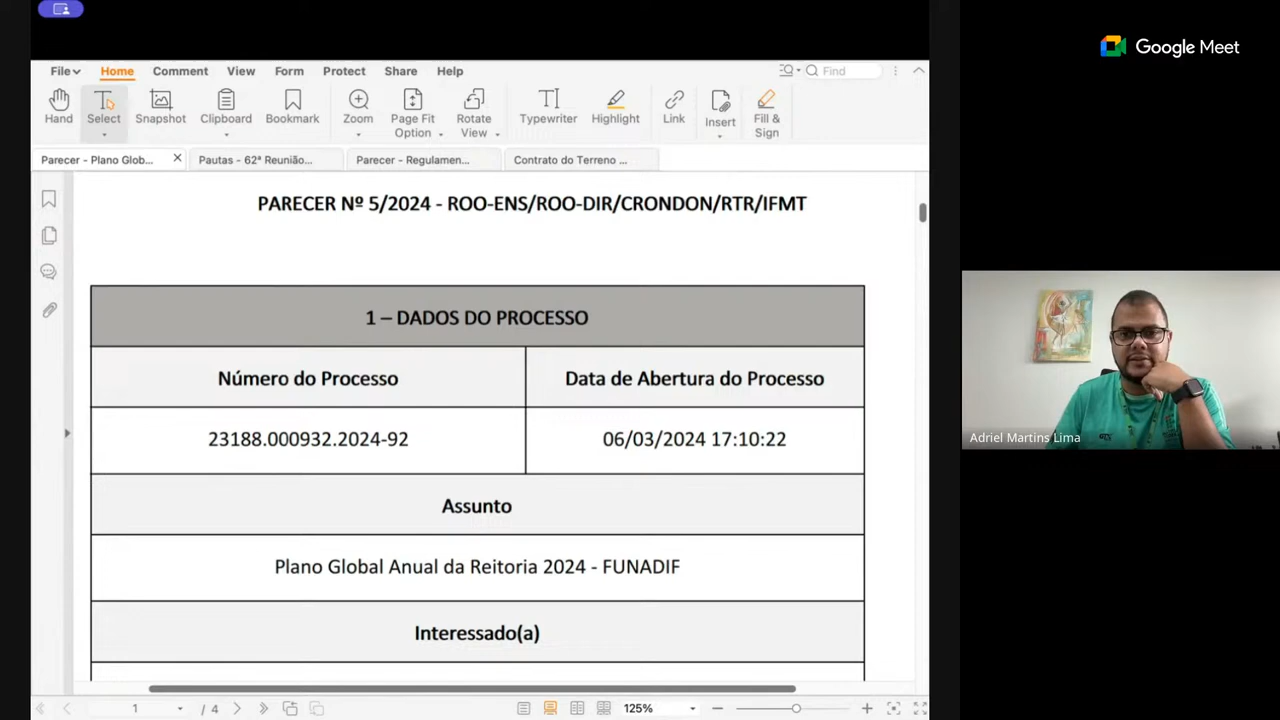 Google Meet
File Home Comment View Form Protect Share Help Find
Hand Select Snapshot Clipboard Bookmark Zoom Page Fit Option Rotate View Typewriter Highlight Link Insert Fill & Sign
Parecer - Plano Glob... Pautas - 62ª Reunião... Parecer - Regulamen... Contrato do Terreno ...
PARECER Nº 5/2024 - ROO-ENS/ROO-DIR/CRONDON/RTR/IFMT
1 – DADOS DO PROCESSO
Número do Processo Data de Abertura do Processo
23188.000932.2024-92 06/03/2024 17:10:22
Assunto
Plano Global Anual da Reitoria 2024 - FUNADIF
Interessado(a)
Adriel Martins Lima
1 / 4 125%